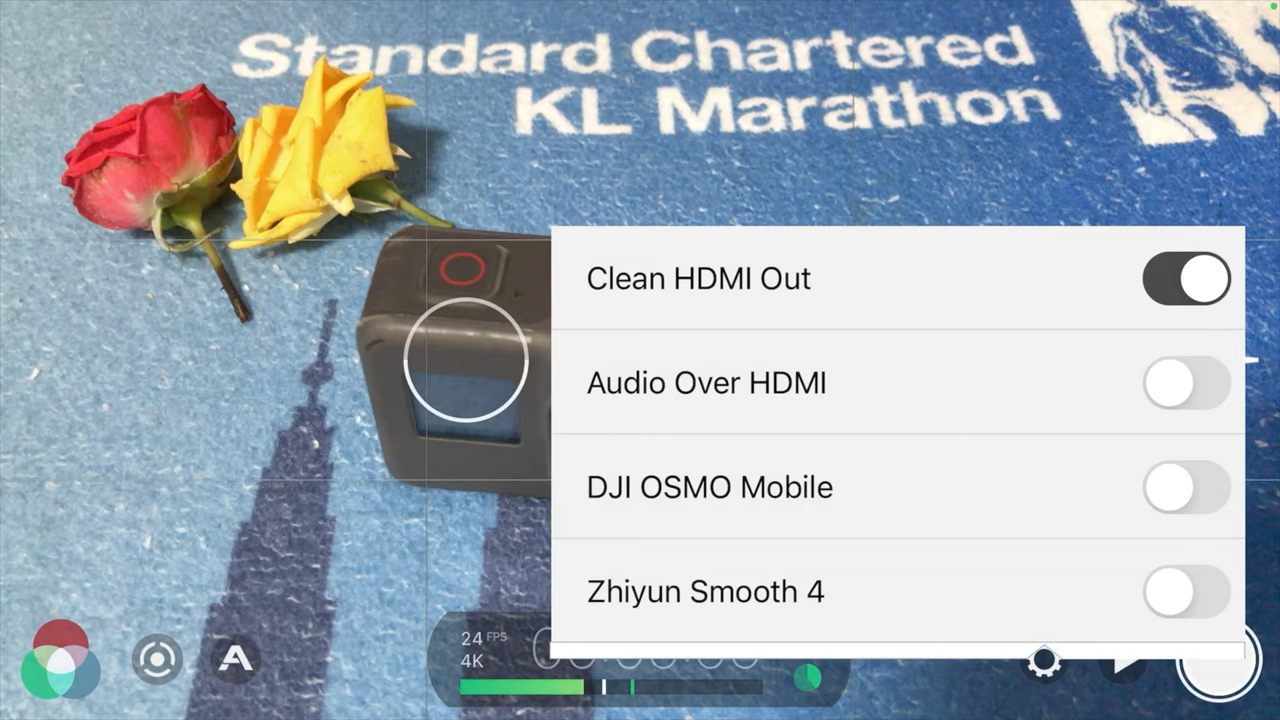 Standard Chartered
KL Marathon
Clean HDMI Out
Audio Over HDMI
DJI OSMO Mobile
Zhiyun Smooth 4
24 FPS
4K
A